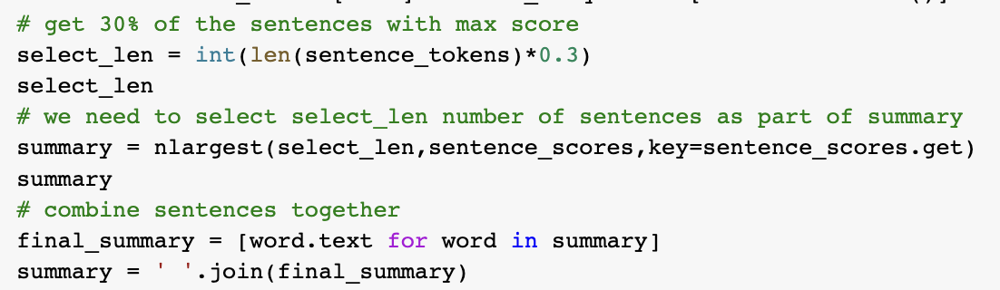 # get 30% of the sentences with max score
select_len = int(len(sentence_tokens)*0.3)
select_len
# we need to select select_len number of sentences as part of summary
summary = nlargest(select_len,sentence_scores,key=sentence_scores.get)
summary
# combine sentences together
final_summary = [word.text for word in summary]
summary = ' '.join(final_summary)